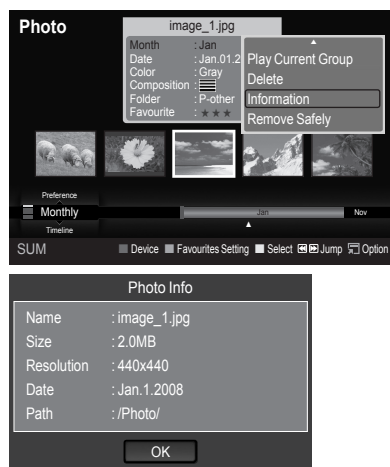 Photo
image_1.jpg
Month : Jan
Date : Jan.01.2
Color : Gray
Composition :
Folder : P-other
Favourite : ★ ★ ★
Play Current Group
Delete
Information
Remove Safely
Preference
Monthly
Jan
Nov
Timeline
SUM
Device
Favourites Setting
Select
Jump
Option
Photo Info
Name : image_1.jpg
Size : 2.0MB
Resolution : 440x440
Date : Jan.1.2008
Path : /Photo/
OK